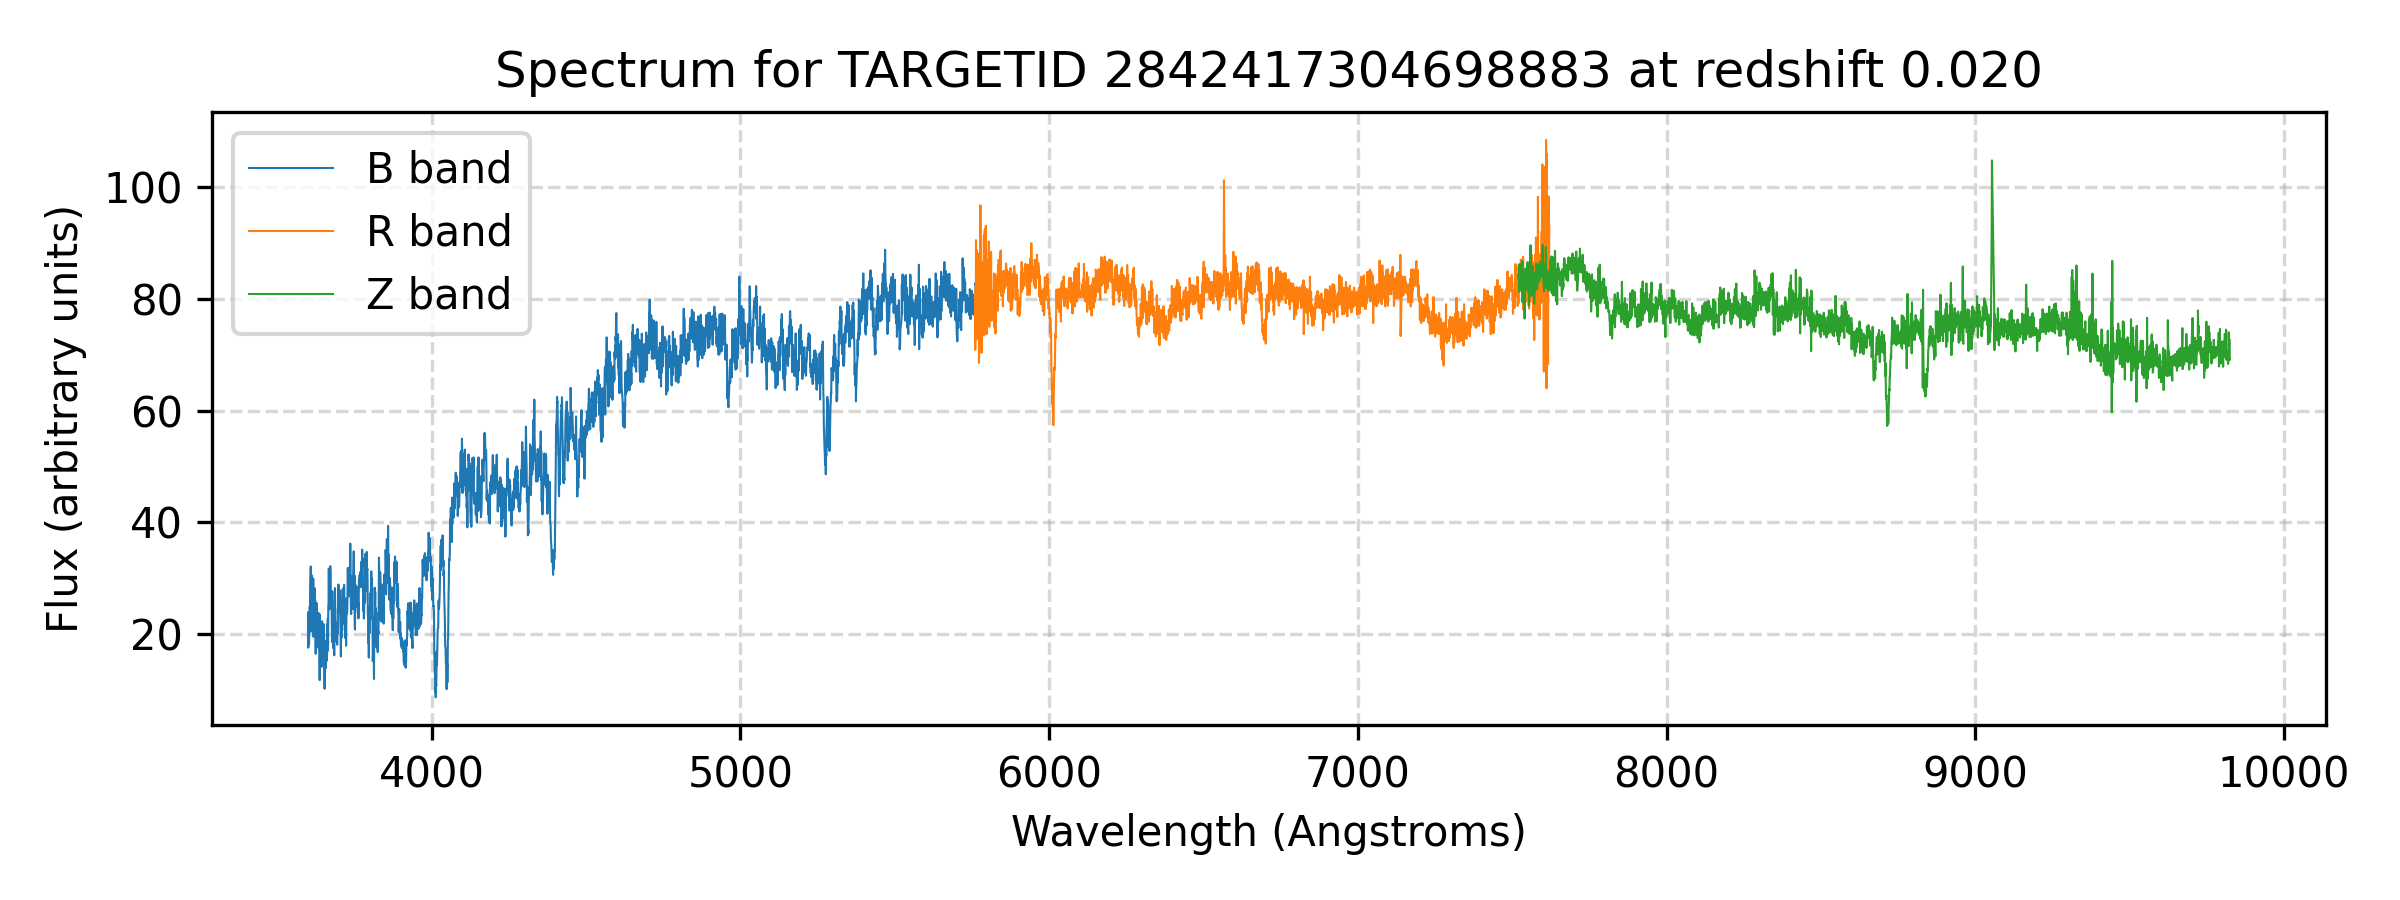 Spectrum for TARGETID 2842417304698883 at redshift 0.020
B band
R band
Z band
Flux (arbitrary units)
100
80
60
40
20
4000 5000 6000 7000 8000 9000 10000
Wavelength (Angstroms)